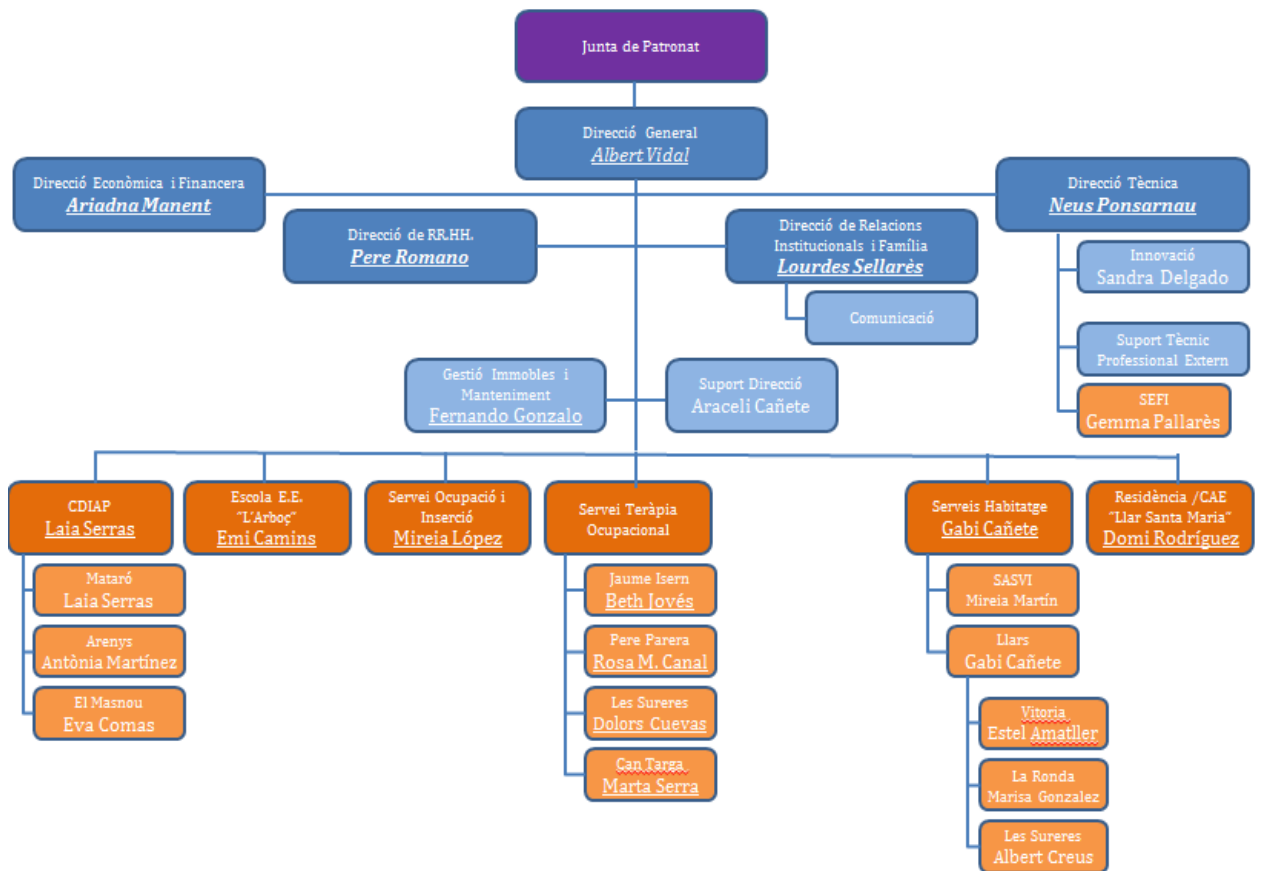 Junta de Patronat
Direcció General
Albert Vidal
Direcció Econòmica i Financera
Ariadna Manent
Direcció Tècnica
Neus Ponsarnau
Direcció de RR.HH.
Pere Romano
Direcció de Relacions
Institucionals i Família
Lourdes Sellarès
Innovació
Sandra Delgado
Comunicació
Suport Tècnic
Professional Extern
Gestió Immobles i
Manteniment
Fernando Gonzalo
Suport Direcció
Araceli Cañete
SEFI
Gemma Pallarès
CDIAP
Laia Serras
Escola E.E.
"L'Arboç"
Emi Camins
Servei Ocupació i
Inserció
Mireia López
Servei Teràpia
Ocupacional
Serveis Habitatge
Gabi Cañete
Residència /CAE
"Llar Santa Maria"
Domi Rodríguez
Mataró
Laia Serras
Arenys
Antònia Martínez
El Masnou
Eva Comas
Jaume Isern
Beth Jovés
Pere Parera
Rosa M. Canal
Les Sureres
Dolors Cuevas
Can Targa
Marta Serra
SASVI
Mireia Martín
Llars
Gabi Cañete
Vitoria
Estel Amatller
La Ronda
Marisa Gonzalez
Les Sureres
Albert Creus